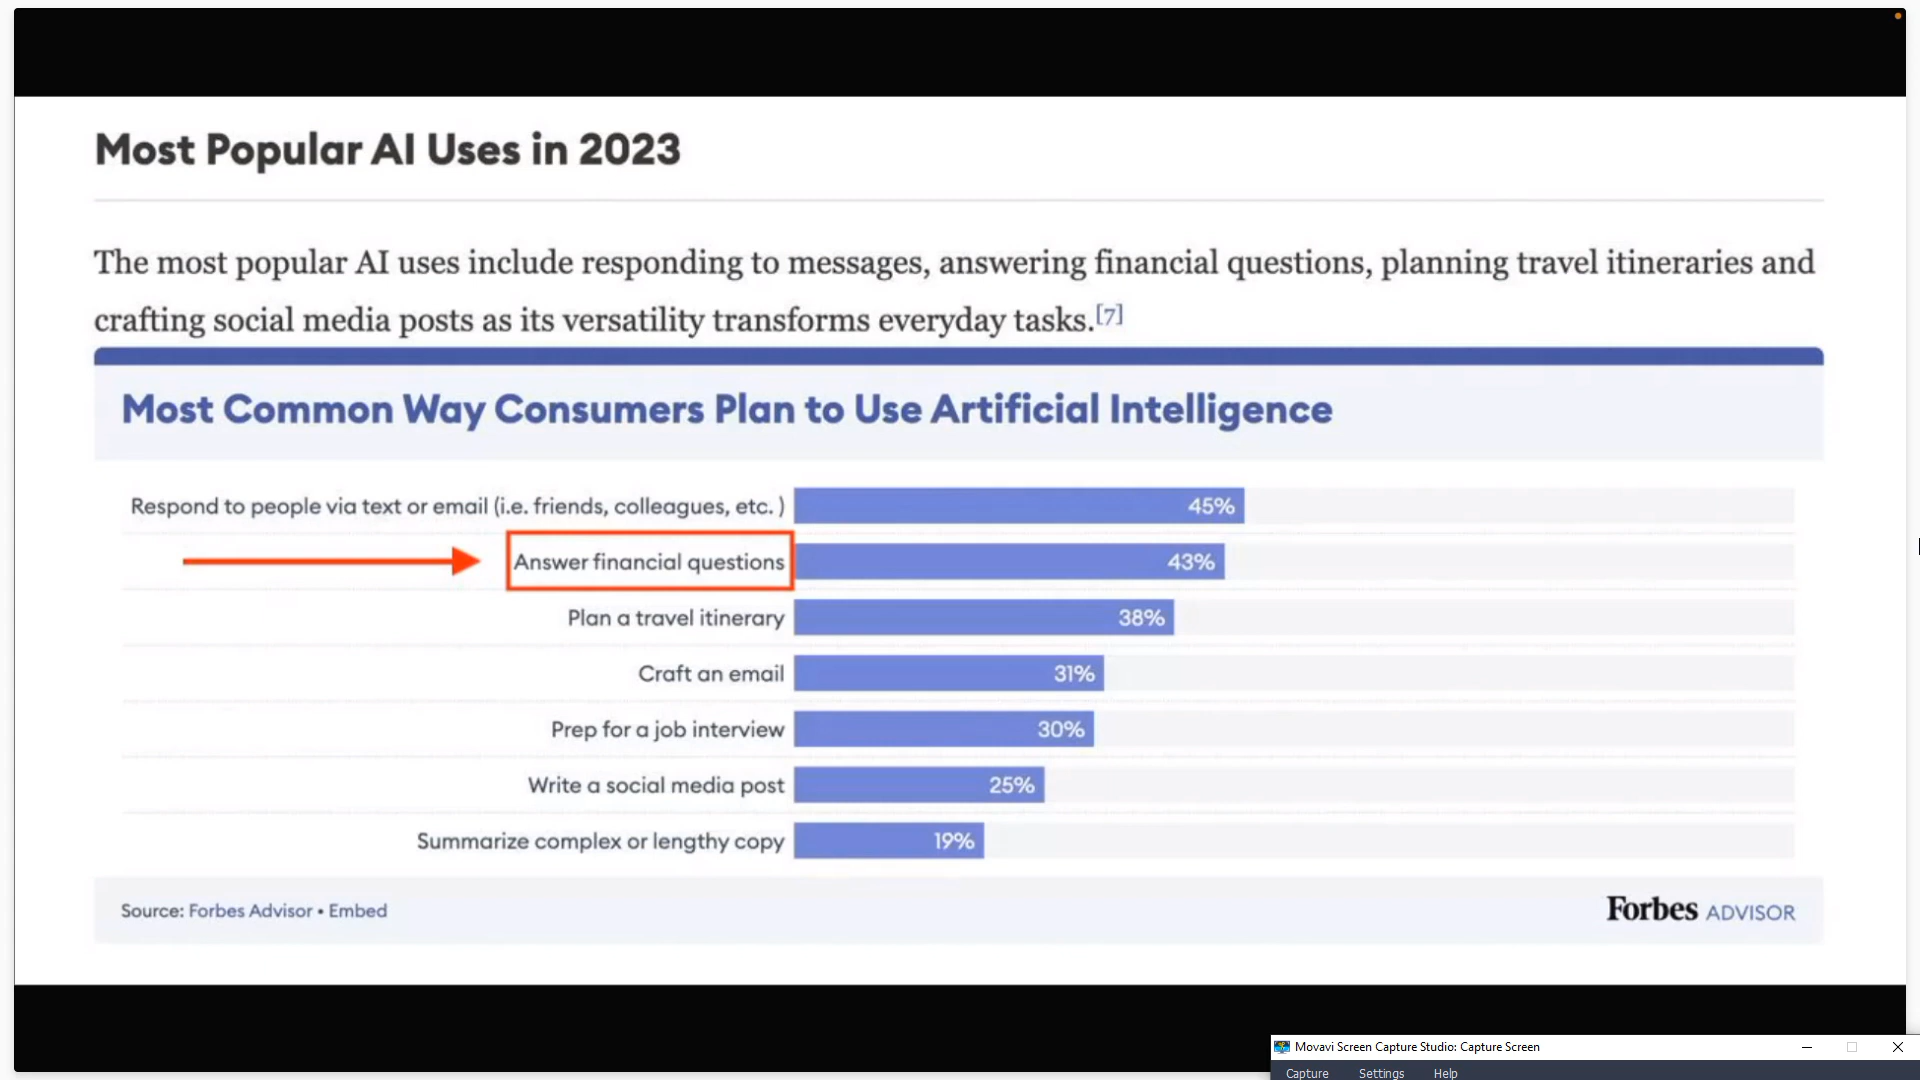 Most Popular AI Uses in 2023
The most popular AI uses include responding to messages, answering financial questions, planning travel itineraries and
crafting social media posts as its versatility transforms everyday tasks.[7]
Most Common Way Consumers Plan to Use Artificial Intelligence
Respond to people via text or email (i.e. friends, colleagues, etc. ) 45%
Answer financial questions 43%
Plan a travel itinerary 38%
Craft an email 31%
Prep for a job interview 30%
Write a social media post 25%
Summarize complex or lengthy copy 19%
Source: Forbes Advisor • Embed
Forbes ADVISOR
Movavi Screen Capture Studio: Capture Screen
Capture Settings Help